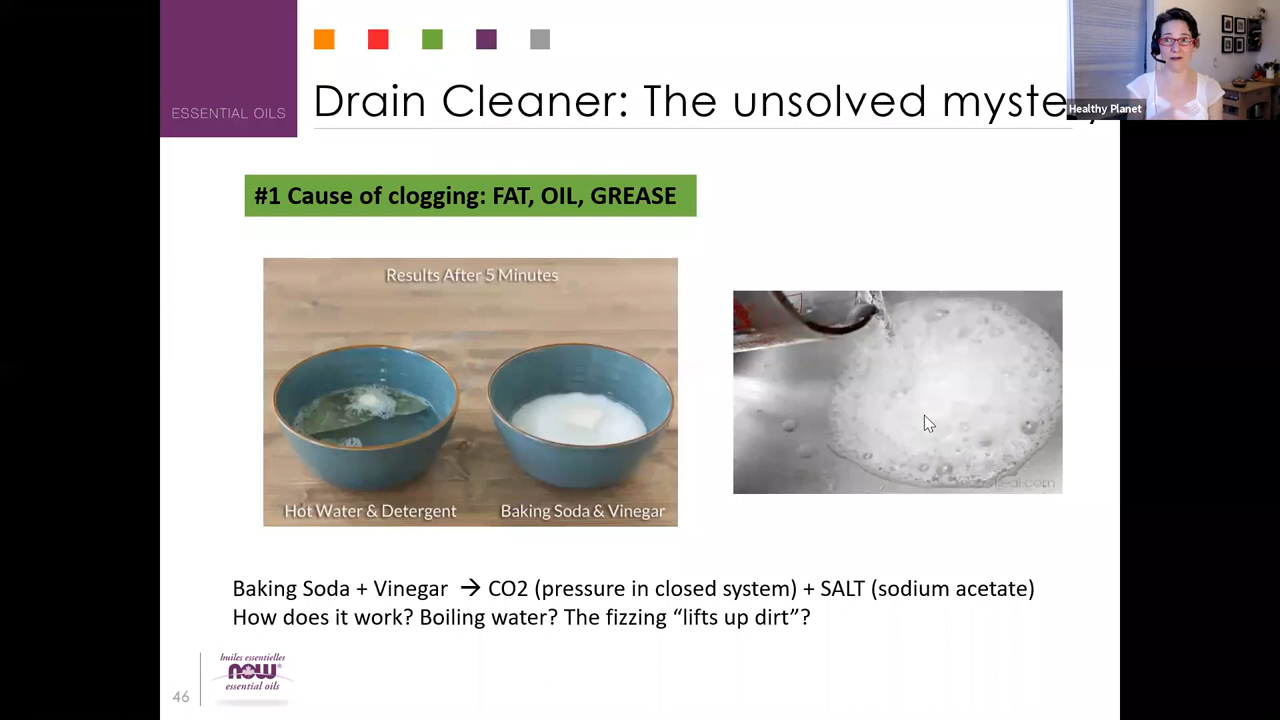 ESSENTIAL OILS
Drain Cleaner: The unsolved myste
Healthy Planet
#1 Cause of clogging: FAT, OIL, GREASE
Results After 5 Minutes
Hot Water & Detergent
Baking Soda & Vinegar
Baking Soda + Vinegar → CO2 (pressure in closed system) + SALT (sodium acetate)
How does it work? Boiling water? The fizzing “lifts up dirt”?
huiles essentielles
NOW®
essential oils
46